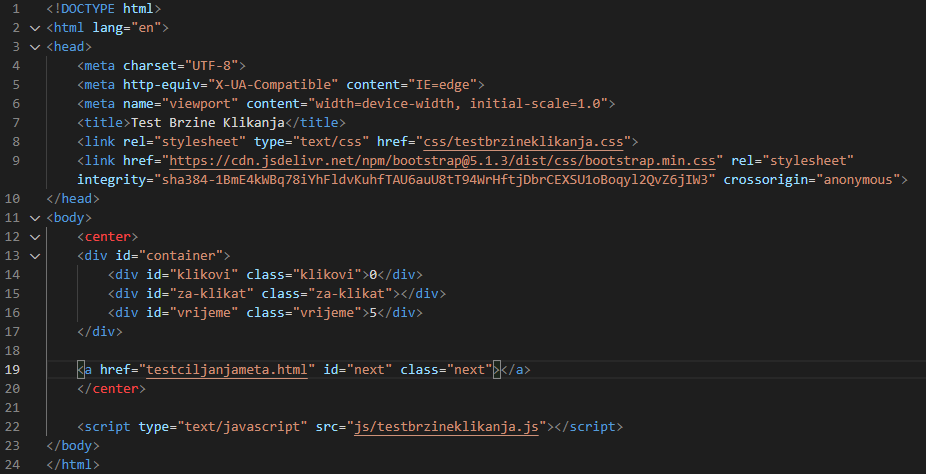 1 <!DOCTYPE html>
2 <html lang="en">
3 <head>
4     <meta charset="UTF-8">
5     <meta http-equiv="X-UA-Compatible" content="IE=edge">
6     <meta name="viewport" content="width=device-width, initial-scale=1.0">
7     <title>Test Brzine Klikanja</title>
8     <link rel="stylesheet" type="text/css" href="css/testbrzineklikanja.css">
9     <link href="https://cdn.jsdelivr.net/npm/bootstrap@5.1.3/dist/css/bootstrap.min.css" rel="stylesheet"
    integrity="sha384-1BmE4kWBq78iYhFldvKuhfTAU6auU8tT94WrHftjDbrCEXSU1oBoqyl2QvZ6jIW3" crossorigin="anonymous">
10 </head>
11 <body>
12     <center>
13     <div id="container">
14         <div id="klikovi" class="klikovi">0</div>
15         <div id="za-klikat" class="za-klikat"></div>
16         <div id="vrijeme" class="vrijeme">5</div>
17     </div>
18
19     <a href="testciljanjameta.html" id="next" class="next"></a>
20     </center>
21
22     <script type="text/javascript" src="js/testbrzineklikanja.js"></script>
23 </body>
24 </html>